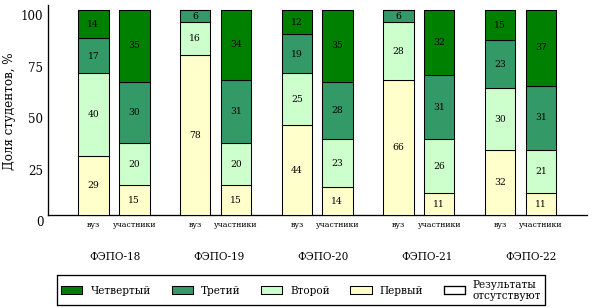 Доля студентов, %
100
75
50
25
0
14 35 6 34 12 35 6 32 15 37
17 30 16 31 19 28 28 31 23 31
40 20 78 20 25 23 66 26 30 21
29 15 15 44 14 11 32 11
вуз участники вуз участники вуз участники вуз участники вуз участники
ФЭПО-18 ФЭПО-19 ФЭПО-20 ФЭПО-21 ФЭПО-22
Четвертый Третий Второй Первый Результаты
отсутствуют